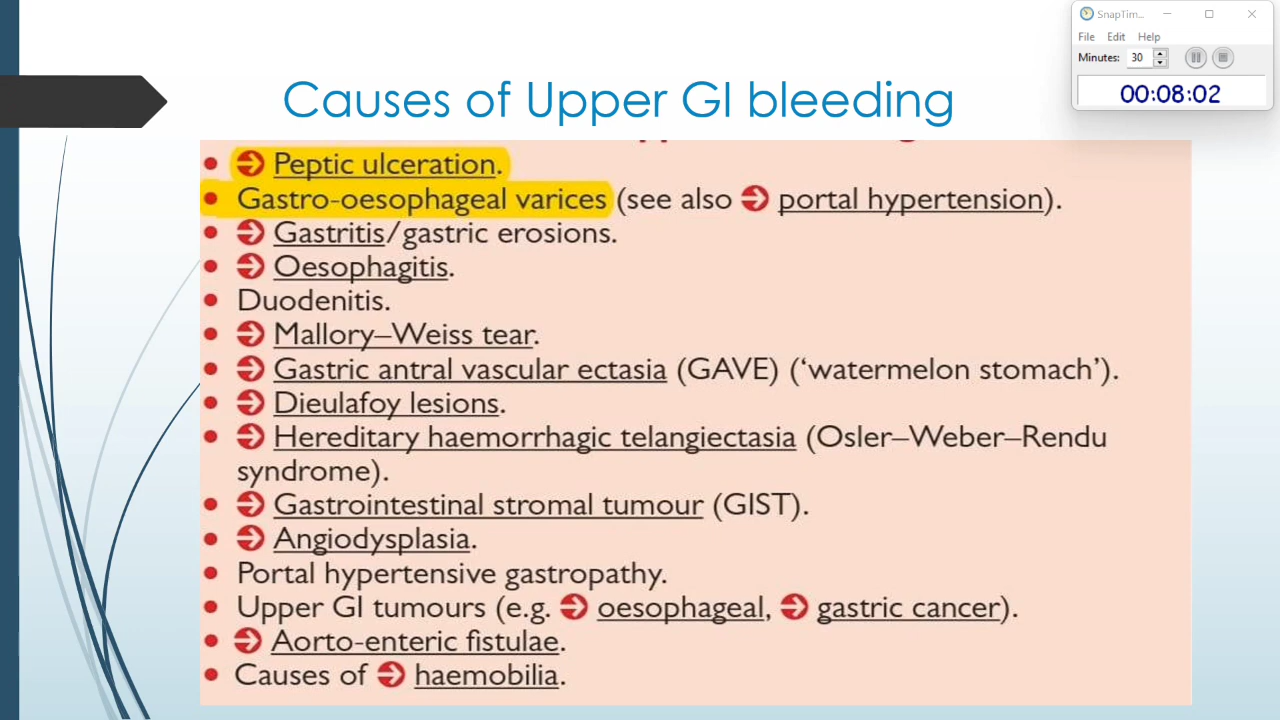 SnapTim...
File Edit Help
Minutes: 30
00:08:02
Causes of Upper GI bleeding
• Peptic ulceration.
• Gastro-oesophageal varices (see also portal hypertension).
• Gastritis/gastric erosions.
• Oesophagitis.
• Duodenitis.
• Mallory–Weiss tear.
• Gastric antral vascular ectasia (GAVE) (‘watermelon stomach’).
• Dieulafoy lesions.
• Hereditary haemorrhagic telangiectasia (Osler–Weber–Rendu
syndrome).
• Gastrointestinal stromal tumour (GIST).
• Angiodysplasia.
• Portal hypertensive gastropathy.
• Upper GI tumours (e.g. oesophageal, gastric cancer).
• Aorto-enteric fistulae.
• Causes of haemobilia.